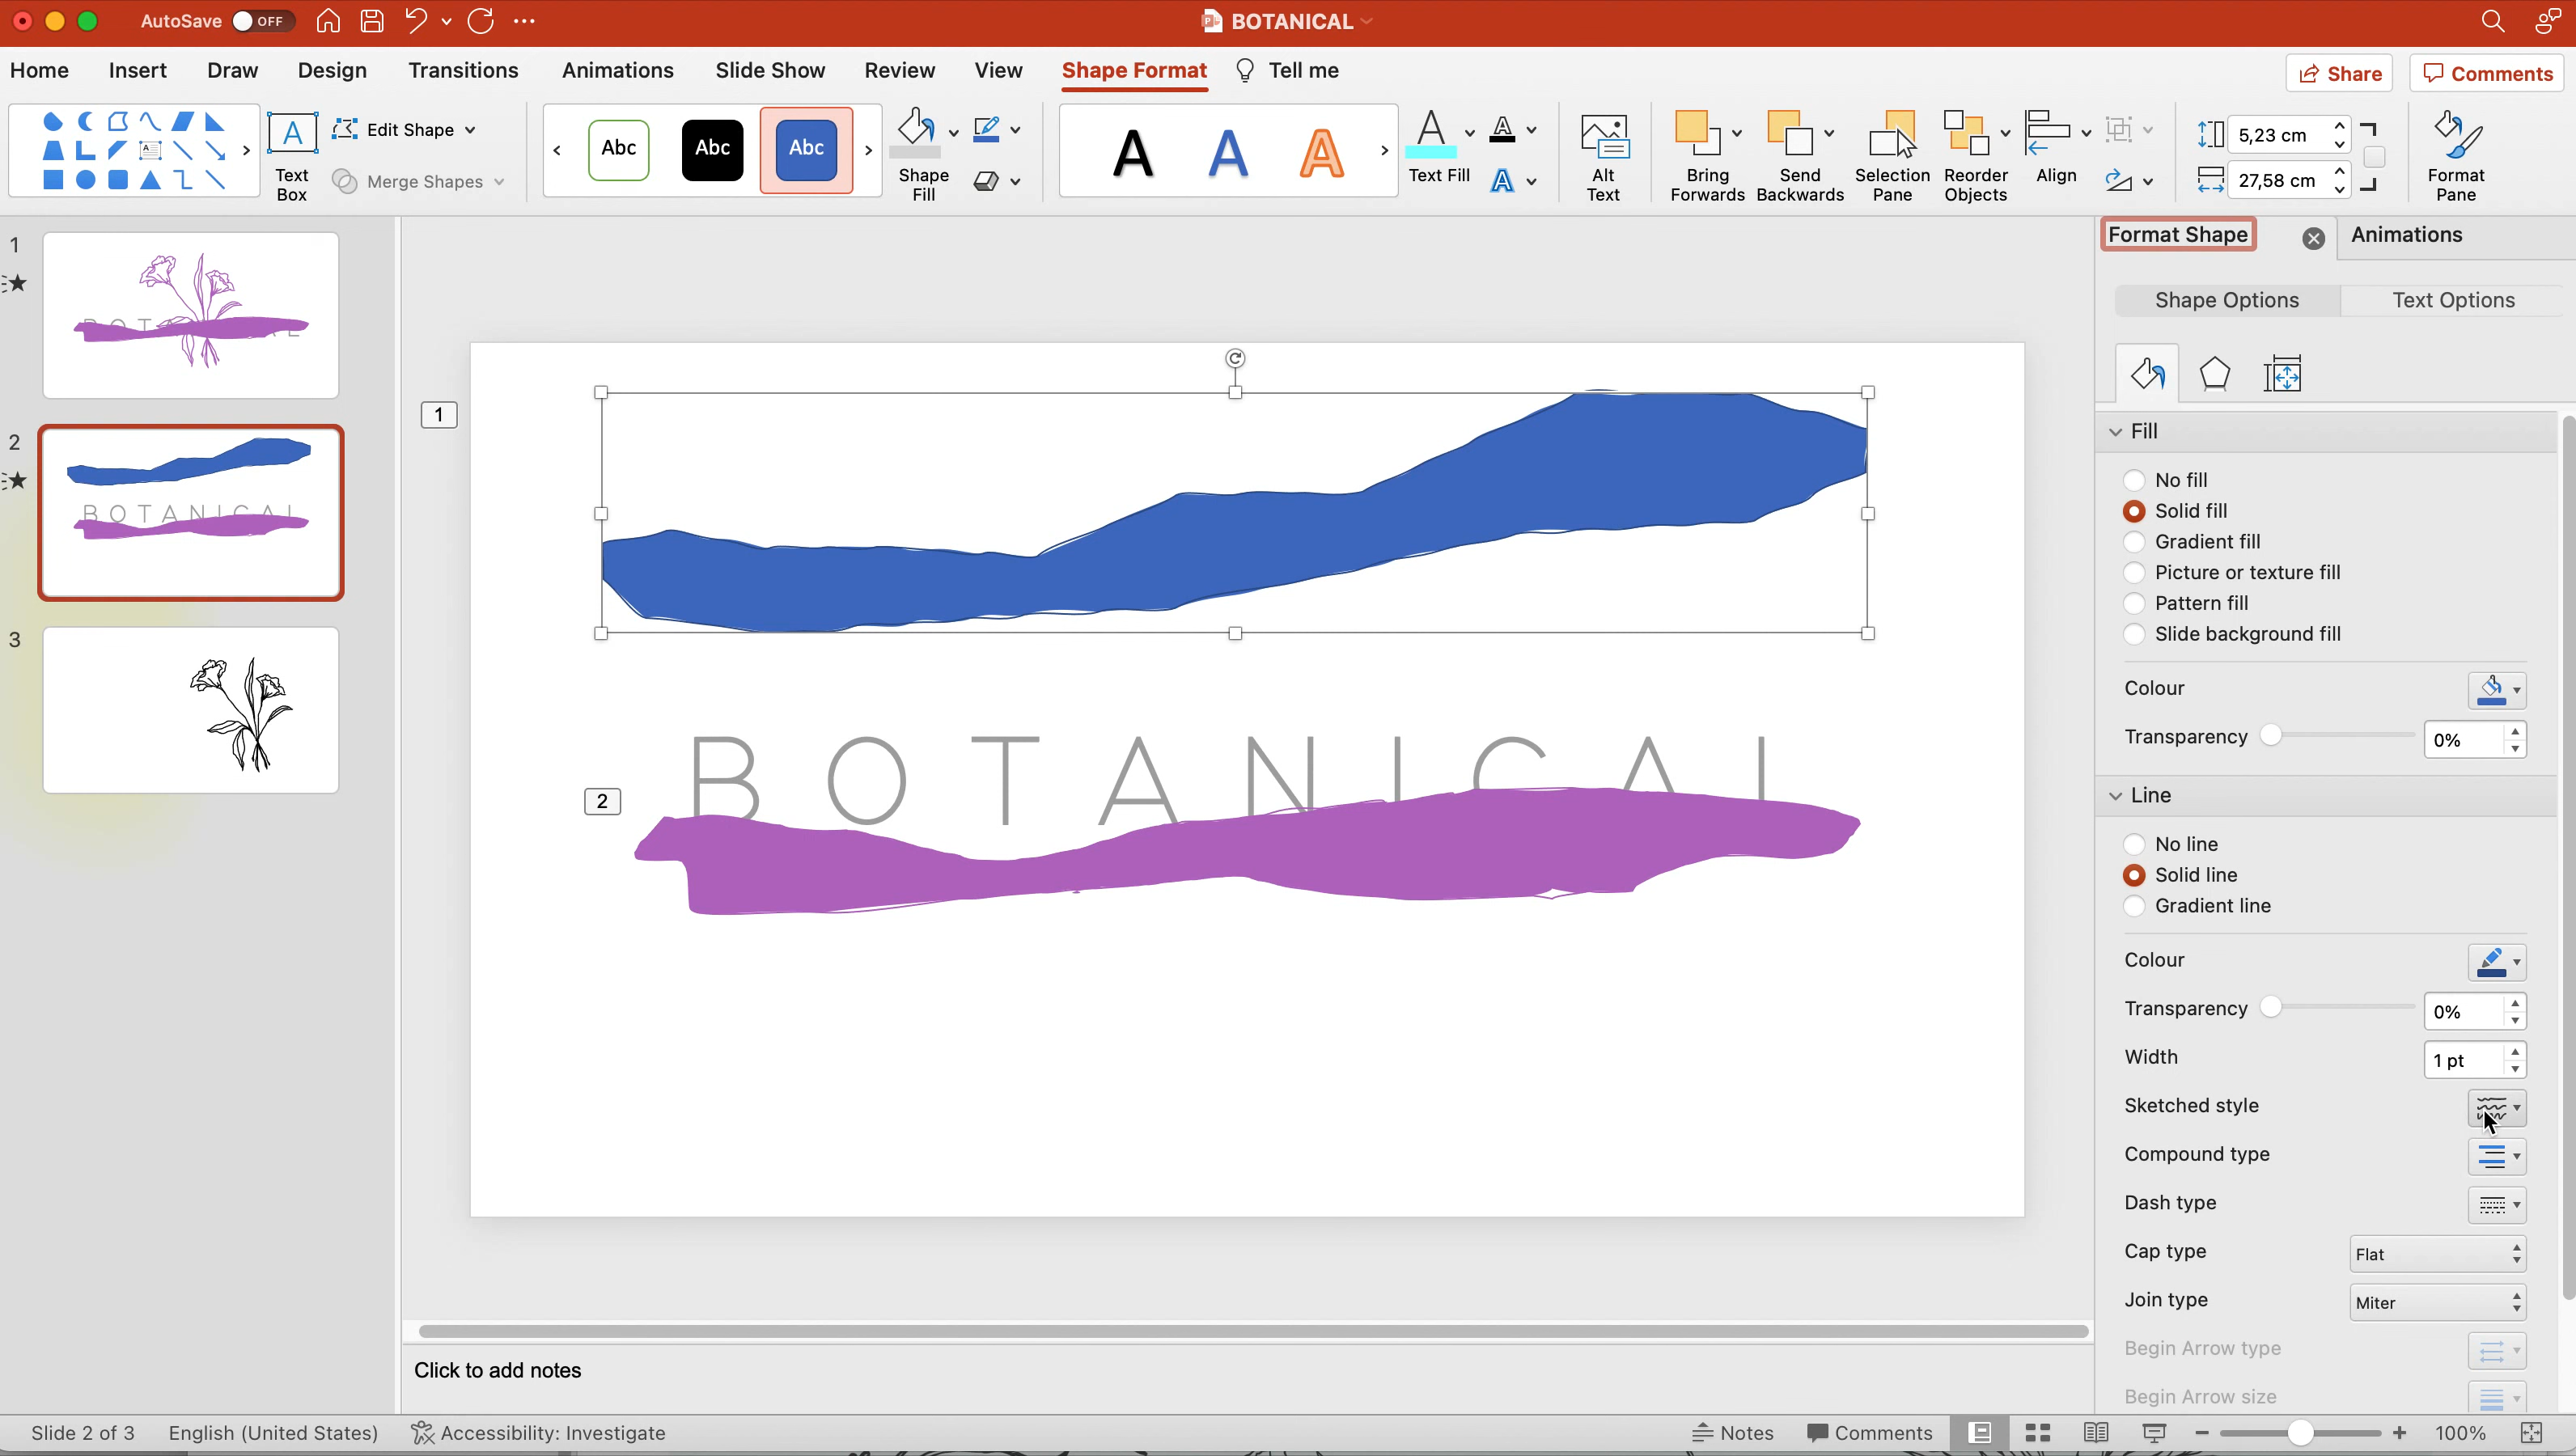 AutoSave OFF BOTANICAL
Home Insert Draw Design Transitions Animations Slide Show Review View Shape Format Tell me Share Comments
A Text Box
Edit Shape
Merge Shapes
Abc Abc Abc
Shape Fill
A A A
A Text Fill A A
Alt Text
Bring Forwards
Send Backwards
Selection Pane
Reorder Objects
Align
5,23 cm
27,58 cm
Format Pane
1
2
3
1
2
BOTANICAL
Click to add notes
Format Shape Animations
Shape Options Text Options
Fill
No fill
Solid fill
Gradient fill
Picture or texture fill
Pattern fill
Slide background fill
Colour
Transparency 0%
Line
No line
Solid line
Gradient line
Colour
Transparency 0%
Width 1 pt
Sketched style
Compound type
Dash type
Cap type Flat
Join type Miter
Begin Arrow type
Begin Arrow size
Slide 2 of 3 English (United States) Accessibility: Investigate Notes Comments 100%